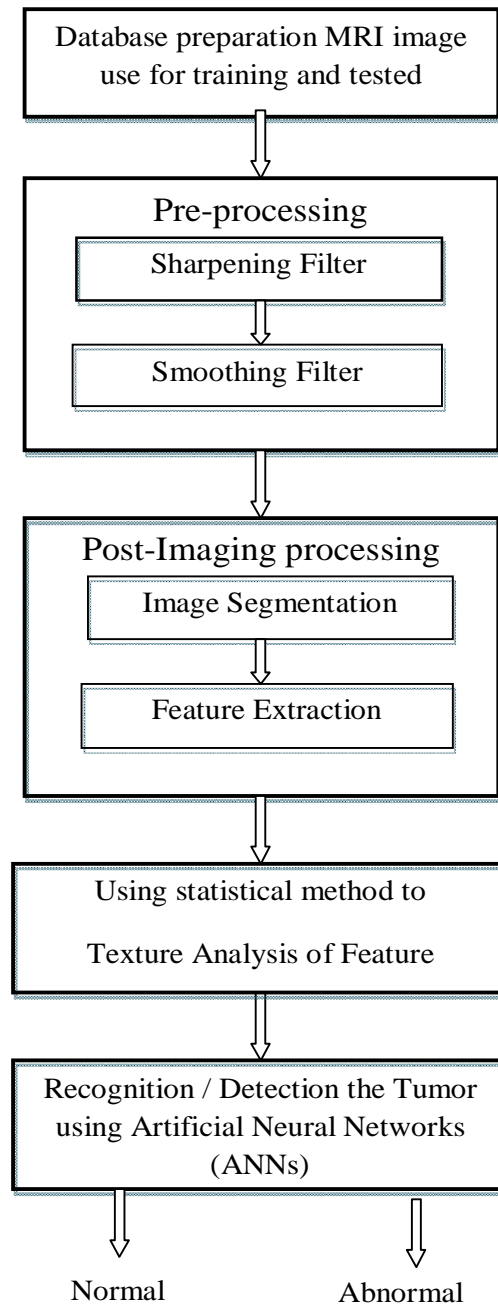 Database preparation MRI image
use for training and tested
Pre-processing
Sharpening Filter
Smoothing Filter
Post-Imaging processing
Image Segmentation
Feature Extraction
Using statistical method to
Texture Analysis of Feature
Recognition / Detection the Tumor
using Artificial Neural Networks
(ANNs)
Normal
Abnormal